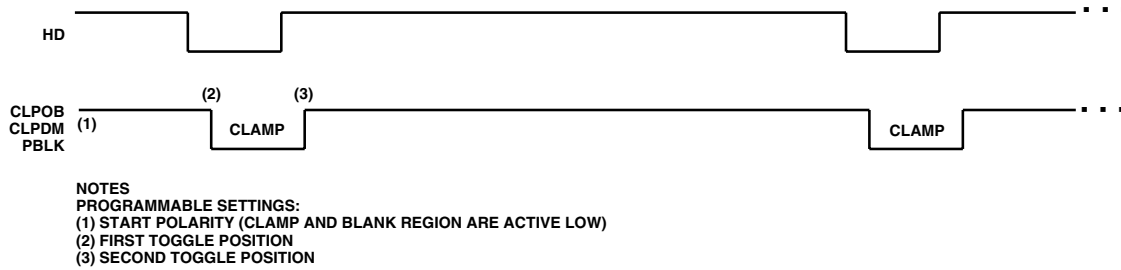 HD
(2) (3)
CLPOB
CLPDM (1)
PBLK
CLAMP CLAMP
NOTES
PROGRAMMABLE SETTINGS:
(1) START POLARITY (CLAMP AND BLANK REGION ARE ACTIVE LOW)
(2) FIRST TOGGLE POSITION
(3) SECOND TOGGLE POSITION